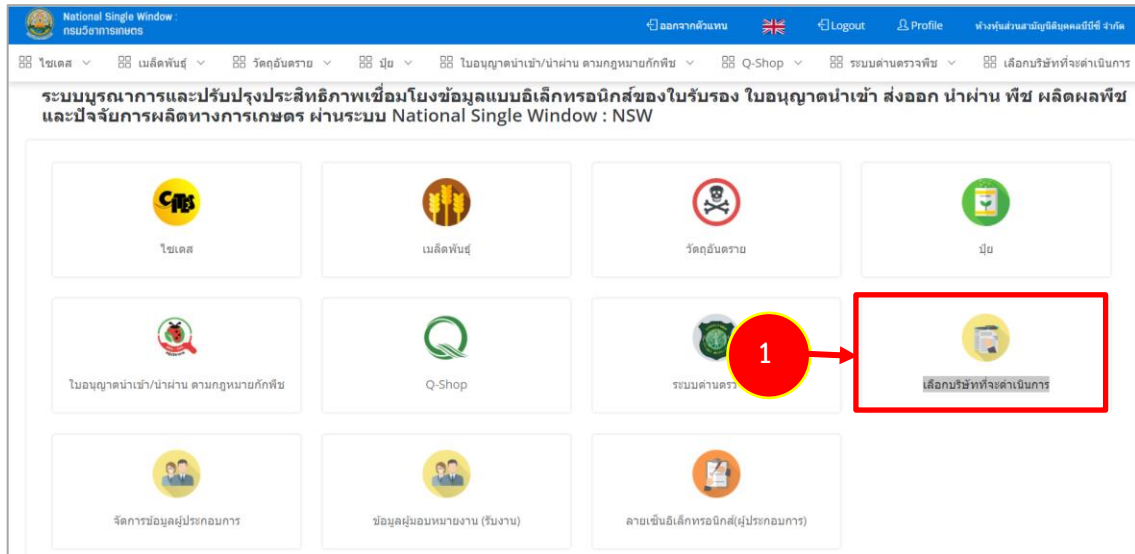 National Single Window :
กรมวิชาการเกษตร
ออกจากตัวแทน
Logout
Profile
ห้างหุ้นส่วนสามัญนิติบุคคลบีบีซี จำกัด
ไซเตส
เมล็ดพันธุ์
วัตถุอันตราย
ปุ๋ย
ใบอนุญาตนำเข้า/นำผ่าน ตามกฎหมายกักพืช
Q-Shop
ระบบด่านตรวจพืช
เลือกบริษัทที่จะดำเนินการ
ระบบบูรณาการและปรับปรุงประสิทธิภาพเชื่อมโยงข้อมูลแบบอิเล็กทรอนิกส์ของใบรับรอง ใบอนุญาตนำเข้า ส่งออก นำผ่าน พืช ผลิตผลพืช
และปัจจัยการผลิตทางการเกษตร ผ่านระบบ National Single Window : NSW
CITES
ไซเตส
เมล็ดพันธุ์
วัตถุอันตราย
ปุ๋ย
ใบอนุญาตนำเข้า/นำผ่าน ตามกฎหมายกักพืช
Q-Shop
ระบบด่านตรว
1
เลือกบริษัทที่จะดำเนินการ
จัดการข้อมูลผู้ประกอบการ
ข้อมูลผู้มอบหมายงาน (รับงาน)
ลายเซ็นอิเล็กทรอนิกส์(ผู้ประกอบการ)